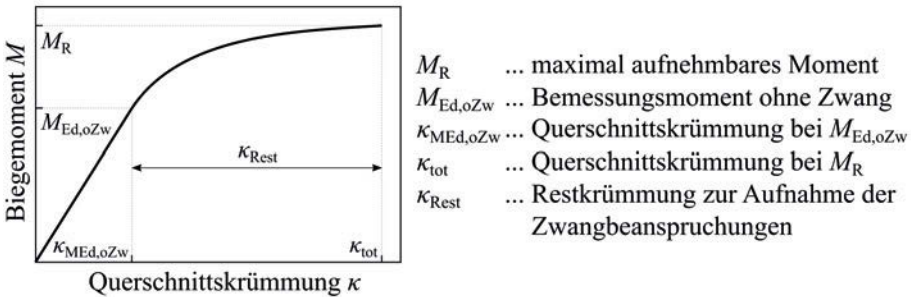 Biegemoment M
M_R
M_Ed,oZw
κ_Rest
κ_MEd,oZw
κ_tot
Querschnittskrümmung κ
M_R ... maximal aufnehmbares Moment
M_Ed,oZw ... Bemessungsmoment ohne Zwang
κ_MEd,oZw ... Querschnittskrümmung bei M_Ed,oZw
κ_tot ... Querschnittskrümmung bei M_R
κ_Rest ... Restkrümmung zur Aufnahme der
Zwangbeanspruchungen